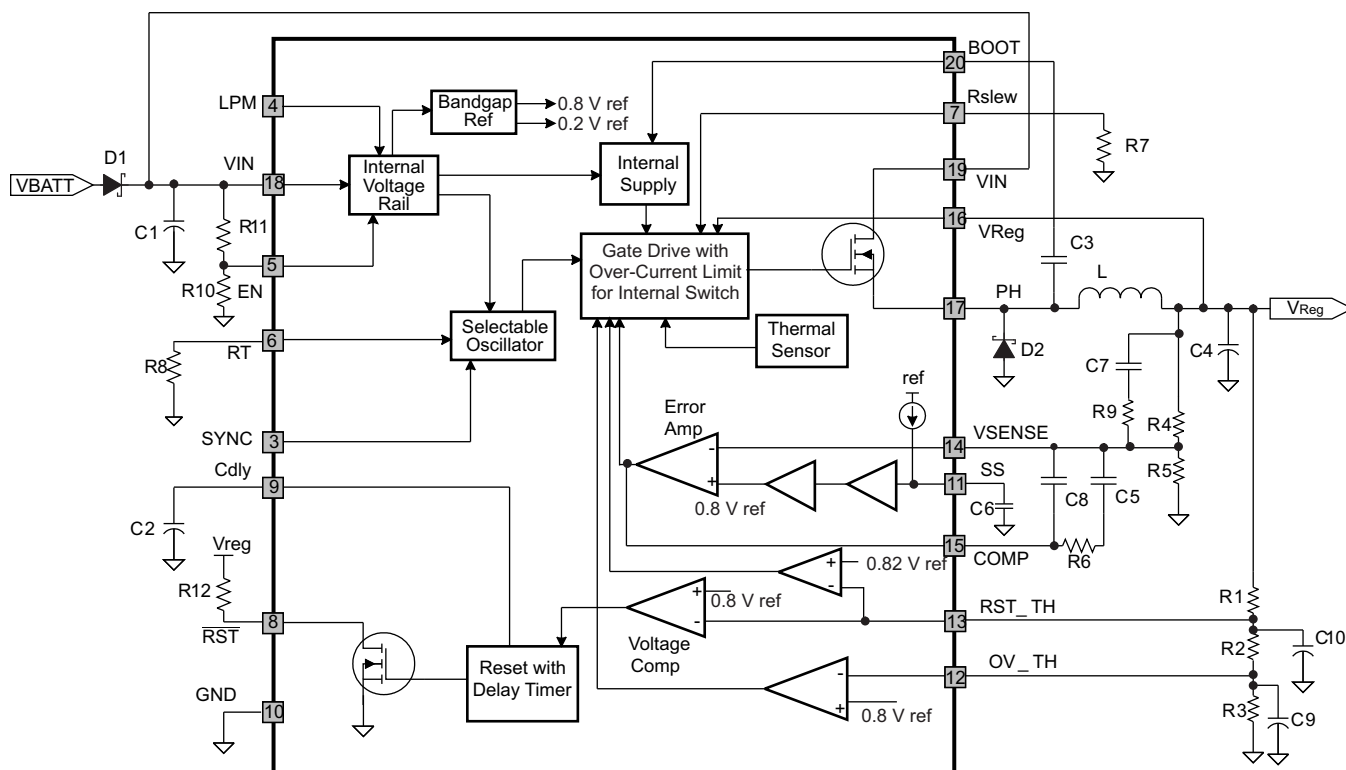 BOOT
20
LPM
4
Bandgap
Ref
0.8 V ref
0.2 V ref
Rslew
7
R7
D1
VIN
VBATT
18
Internal
Voltage
Rail
Internal
Supply
19
VIN
C1
R11
16
VReg
5
R10
EN
Gate Drive with
Over-Current Limit
for Internal Switch
C3
L
17
PH
VReg
6
RT
R8
Selectable
Oscillator
Thermal
Sensor
D2
C7
C4
R9
R4
ref
Error
Amp
SYNC
3
-
+
14
VSENSE
R5
Cdly
9
0.8 V ref
11
SS
C6
C8
C5
C2
15
COMP
R6
Vreg
R12
+
-
0.82 V ref
R1
+
-
0.8 V ref
8
RST
13
RST_TH
Voltage
Comp
R2
C10
Reset with
Delay Timer
-
+
12
OV_TH
0.8 V ref
GND
10
R3
C9